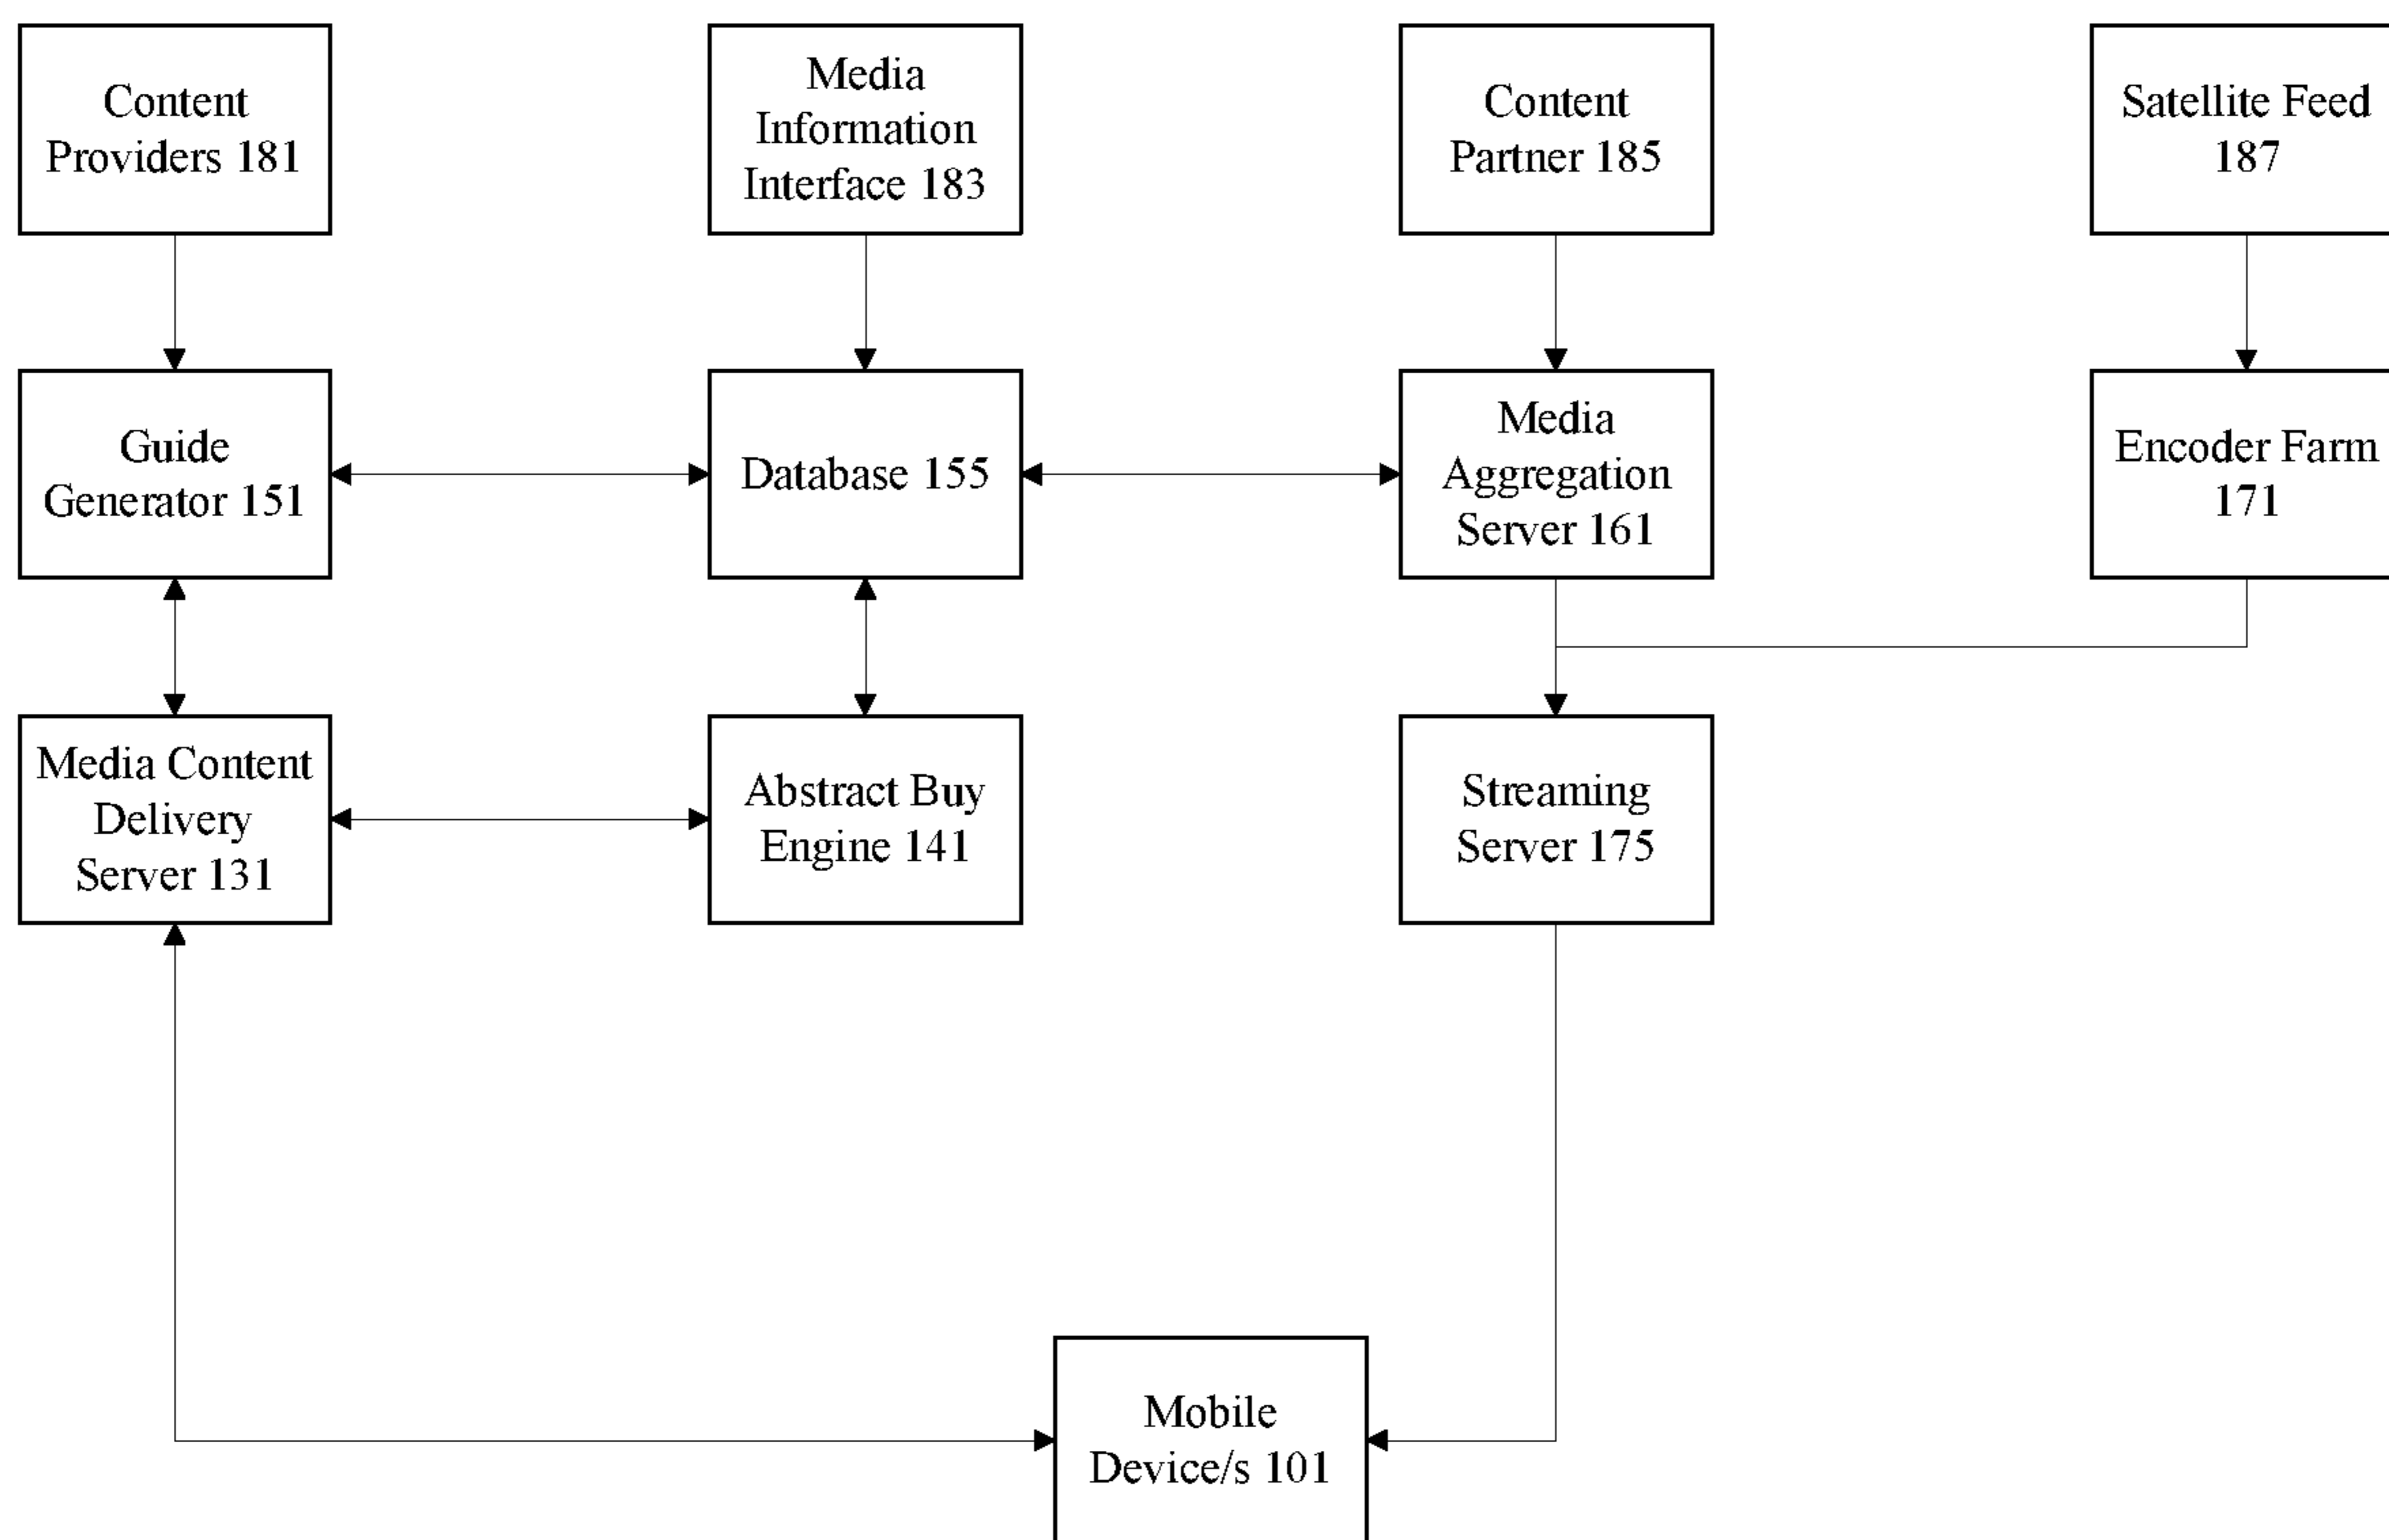 Content
Providers 181
Media
Information
Interface 183
Content
Partner 185
Satellite Feed
187
Guide
Generator 151
Database 155
Media
Aggregation
Server 161
Encoder Farm
171
Media Content
Delivery
Server 131
Abstract Buy
Engine 141
Streaming
Server 175
Mobile
Device/s 101